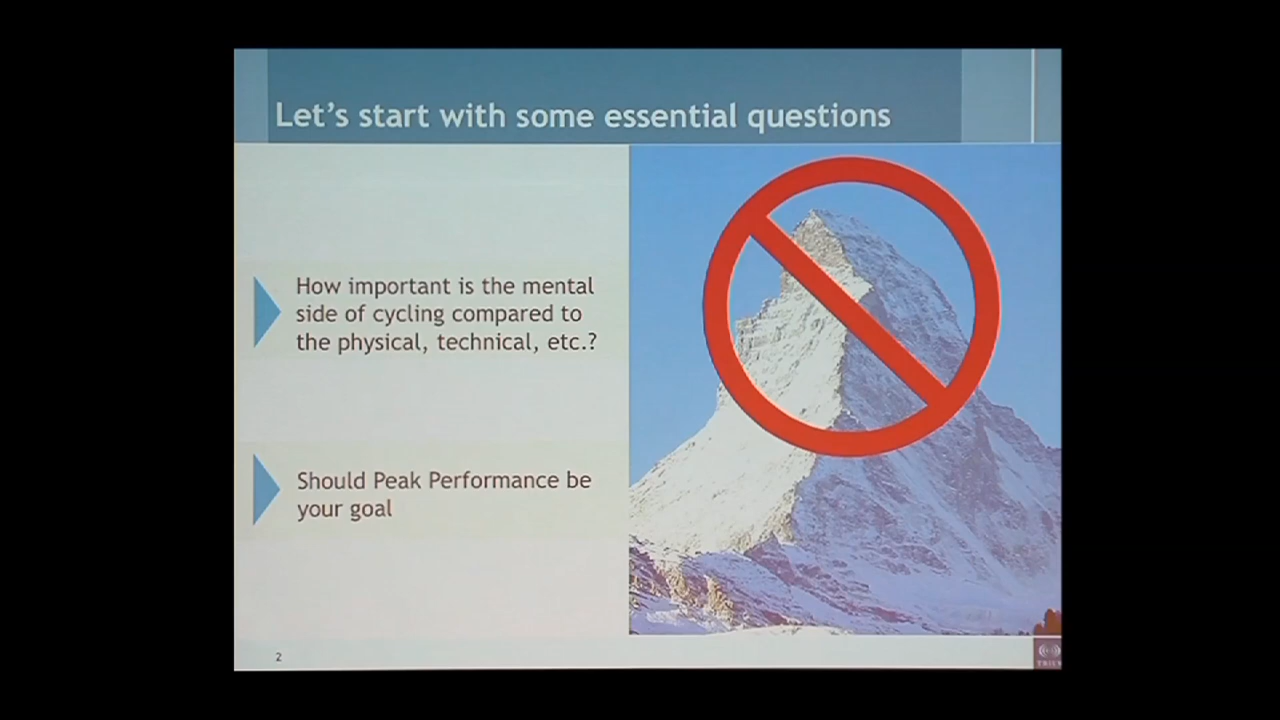 Let's start with some essential questions
How important is the mental
side of cycling compared to
the physical, technical, etc.?
Should Peak Performance be
your goal
2